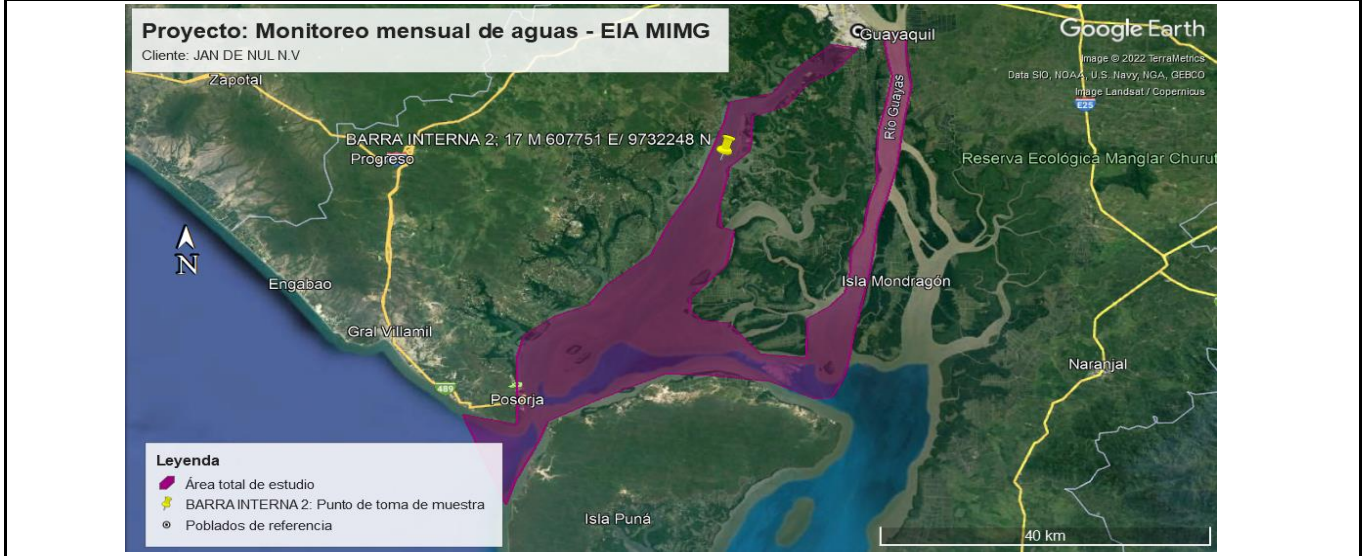 Proyecto: Monitoreo mensual de aguas - EIA MIMG
Cliente: JAN DE NUL N.V
Google Earth
Image © 2022 TerraMetrics
Data SIO, NOAA, U.S. Navy, NGA, GEBCO
Image Landsat / Copernicus
Guayaquil
Zapotal
E25
Río Guayas
BARRA INTERNA 2; 17 M 607751 E/ 9732248 N
Progreso
Reserva Ecológica Manglar Churut
N
Engabao
Isla Mondragón
Gral Villamil
Naranjal
489
Posorja
Leyenda
Área total de estudio
BARRA INTERNA 2: Punto de toma de muestra
Poblados de referencia
Isla Puná
40 km